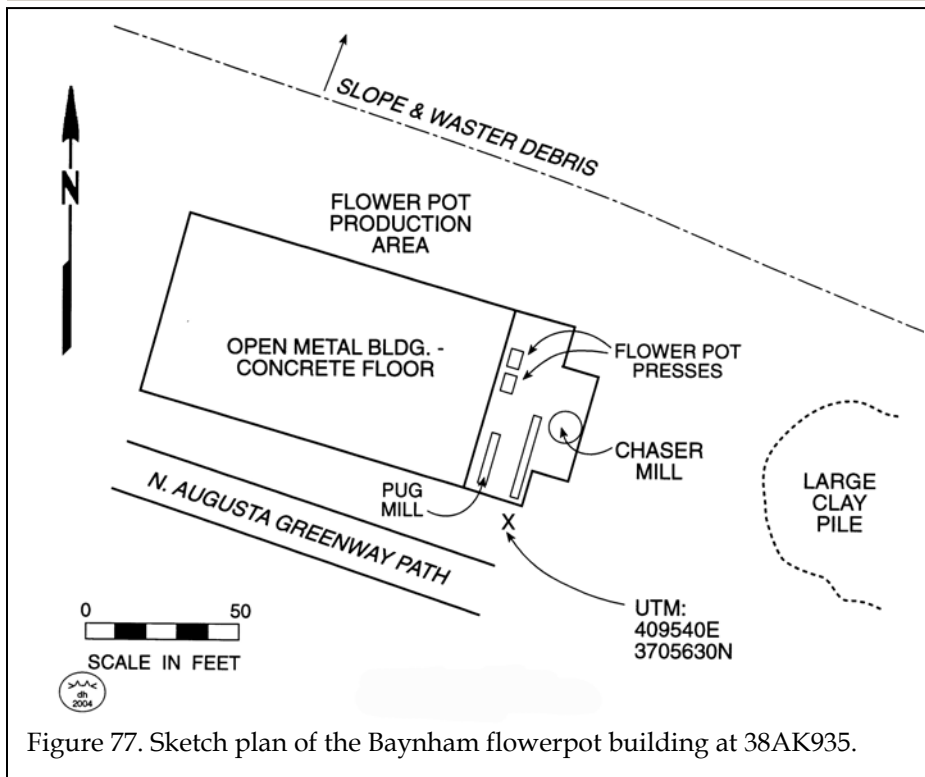 SLOPE & WASTER DEBRIS
N
FLOWER POT
PRODUCTION
AREA
OPEN METAL BLDG. -
CONCRETE FLOOR
FLOWER POT
PRESSES
CHASER
MILL
PUG
MILL
LARGE
CLAY
PILE
N. AUGUSTA GREENWAY PATH
X
UTM:
409540E
3705630N
0 50
SCALE IN FEET
dh
2004
Figure 77. Sketch plan of the Baynham flowerpot building at 38AK935.